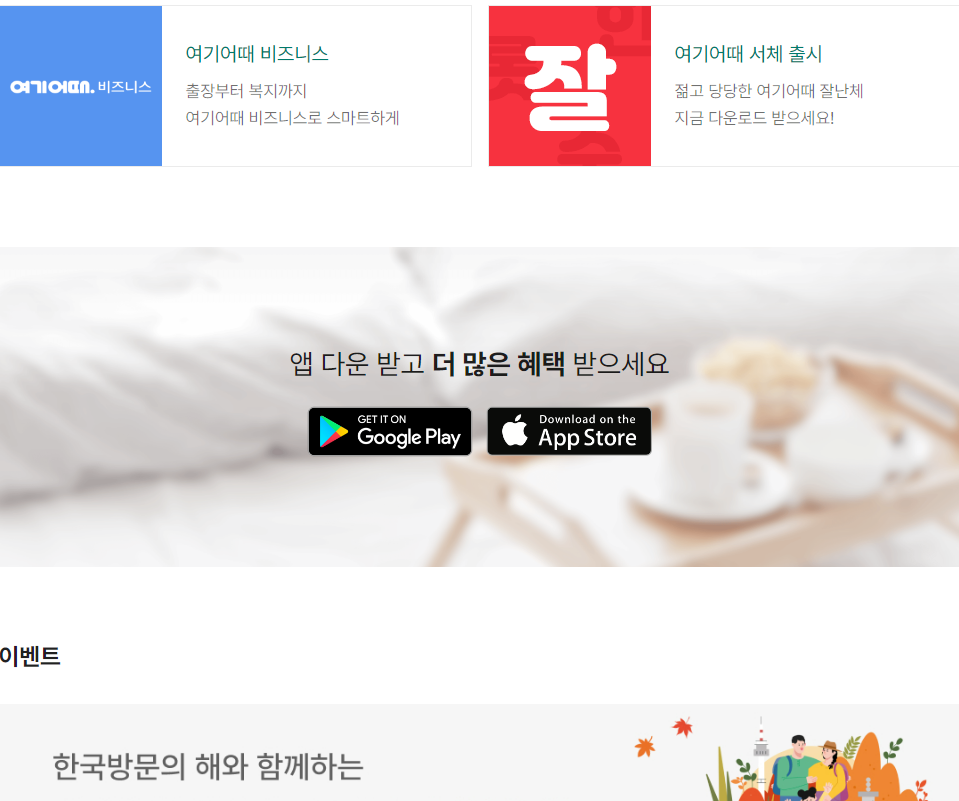 여기어때. 비즈니스
여기어때 비즈니스
출장부터 복지까지
여기어때 비즈니스로 스마트하게
잘
여기어때 서체 출시
젊고 당당한 여기어때 잘난체
지금 다운로드 받으세요!
앱 다운 받고 더 많은 혜택 받으세요
GET IT ON
Google Play
Download on the
App Store
이벤트
한국방문의 해와 함께하는